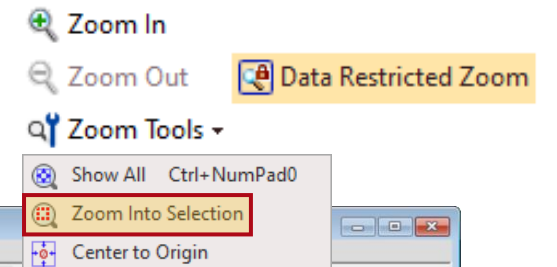 Zoom In
Zoom Out Data Restricted Zoom
Zoom Tools
Show All Ctrl+NumPad0
Zoom Into Selection
Center to Origin